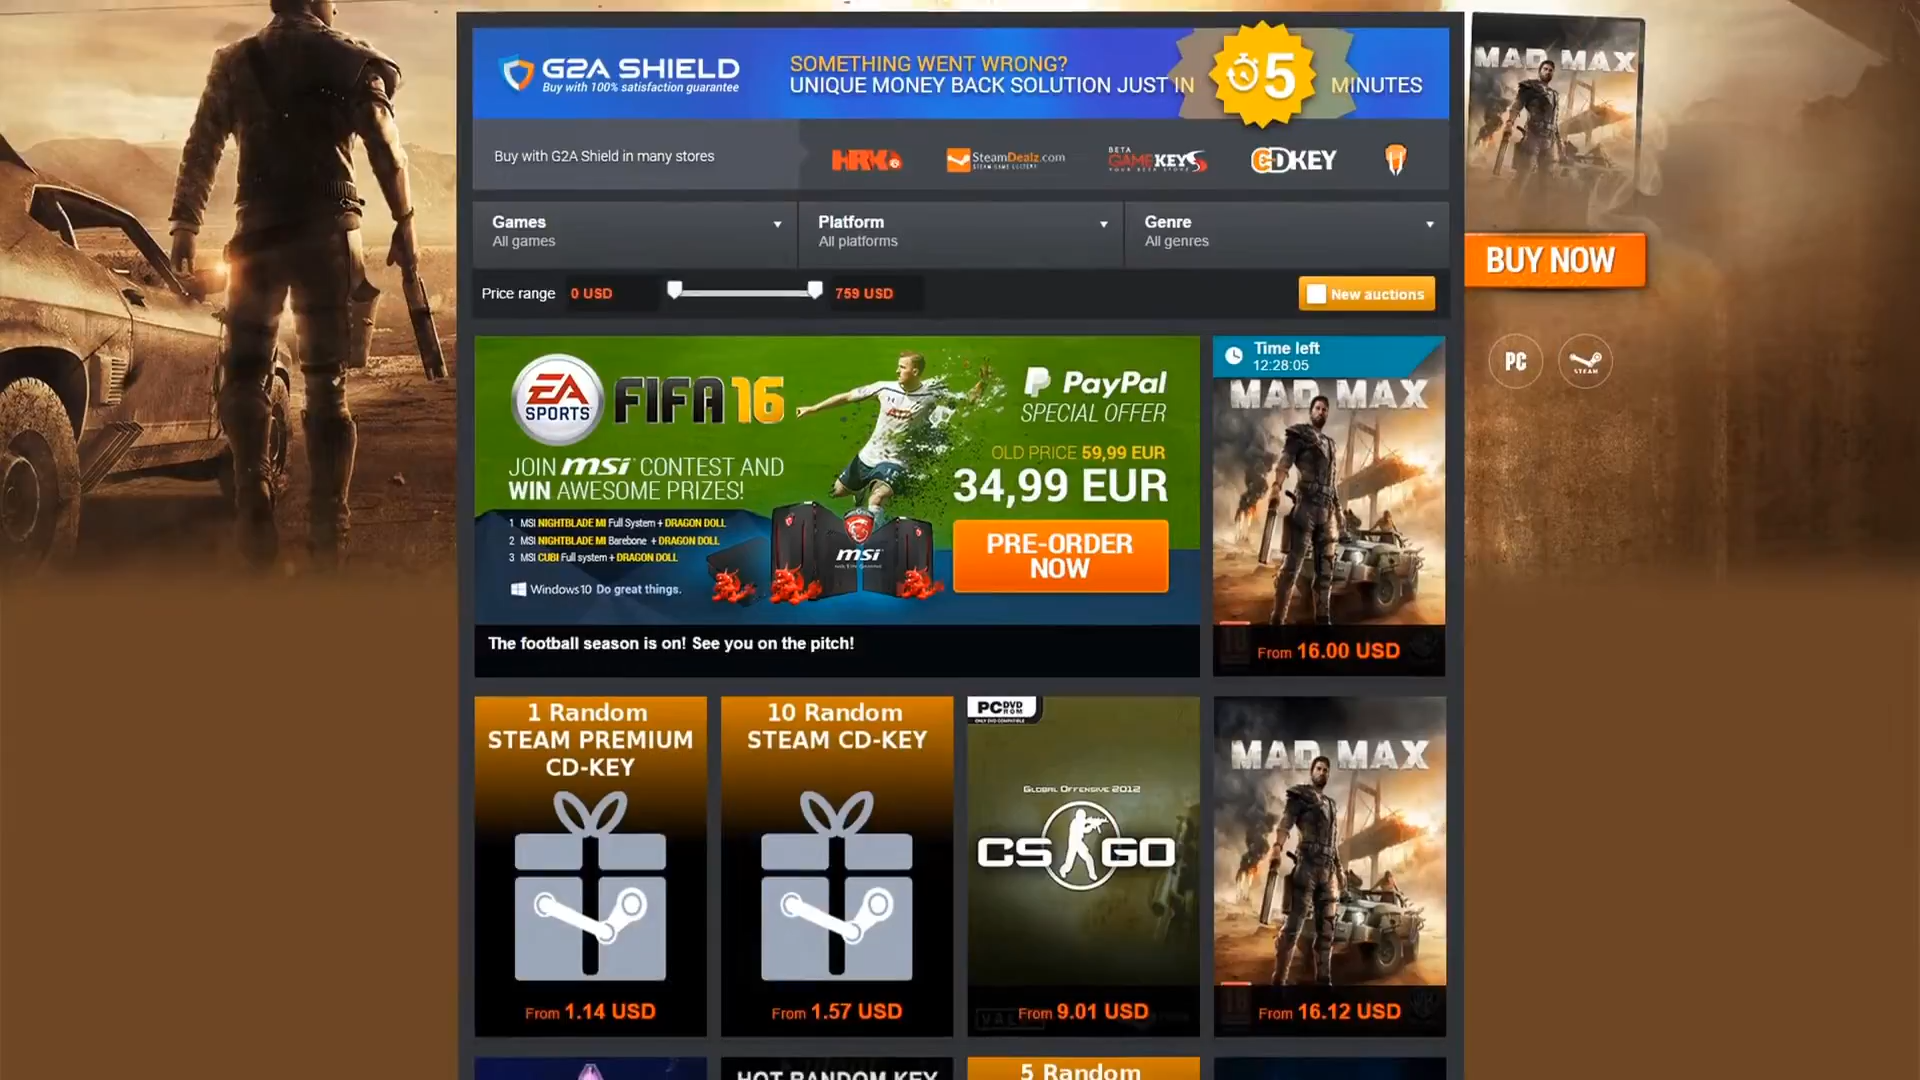 G2A SHIELD
Buy with 100% satisfaction guarantee
SOMETHING WENT WRONG?
UNIQUE MONEY BACK SOLUTION JUST IN 5 MINUTES
MAD MAX
Buy with G2A Shield in many stores
HRK
SteamDealz.com
BETA
GAMEKEYS
CDKEY
Games
All games
Platform
All platforms
Genre
All genres
BUY NOW
Price range 0 USD 759 USD
New auctions
PC
STEAM
EA
SPORTS
FIFA 16
JOIN msi CONTEST AND
WIN AWESOME PRIZES!
1 MSI NIGHTBLADE MI Full System + DRAGON DOLL
2 MSI NIGHTBLADE MI Barebone + DRAGON DOLL
3 MSI CUBI Full system + DRAGON DOLL
Windows 10 Do great things.
msi
PayPal
SPECIAL OFFER
OLD PRICE 59,99 EUR
34,99 EUR
PRE-ORDER
NOW
The football season is on! See you on the pitch!
Time left
12:28:05
MAD MAX
From 16.00 USD
1 Random
STEAM PREMIUM
CD-KEY
From 1.14 USD
10 Random
STEAM CD-KEY
From 1.57 USD
PC DVD
ROM
GLOBAL OFFENSIVE 2012
CS GO
From 9.01 USD
MAD MAX
From 16.12 USD
HOT RANDOM KEY
5 Random